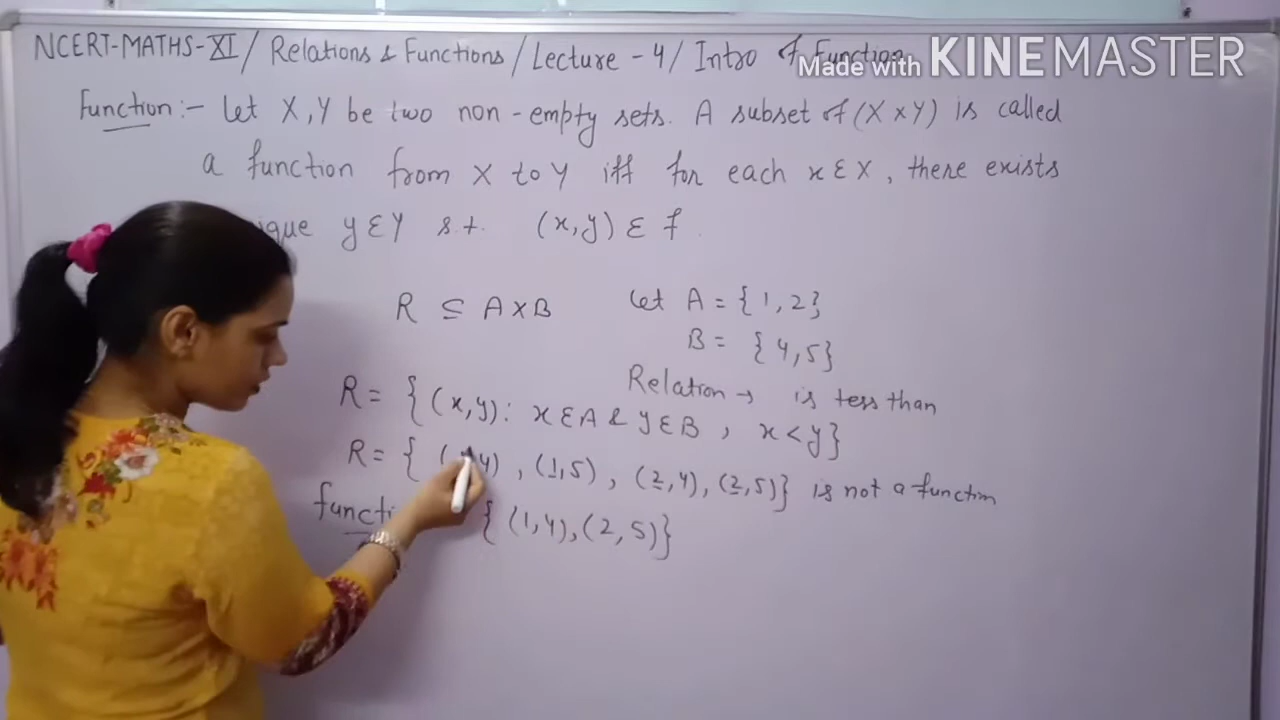 NCERT-MATHS-XI / Relations & Functions / Lecture - 4 / Intro of Function
Made with KINEMASTER
Function :- Let X, Y be two non-empty sets. A subset of (X x Y) is called
a function from X to Y iff for each x ε X, there exists
y ε Y s.t. (x, y) ε f.
R ⊆ A x B
Let A = {1, 2}
B = {4, 5}
Relation → is less than
R = {(x, y) : x ε A & y ε B, x < y}
R = { 4), (1, 5), (2, 4), (2, 5)} is not a function
{(1, 4), (2, 5)}